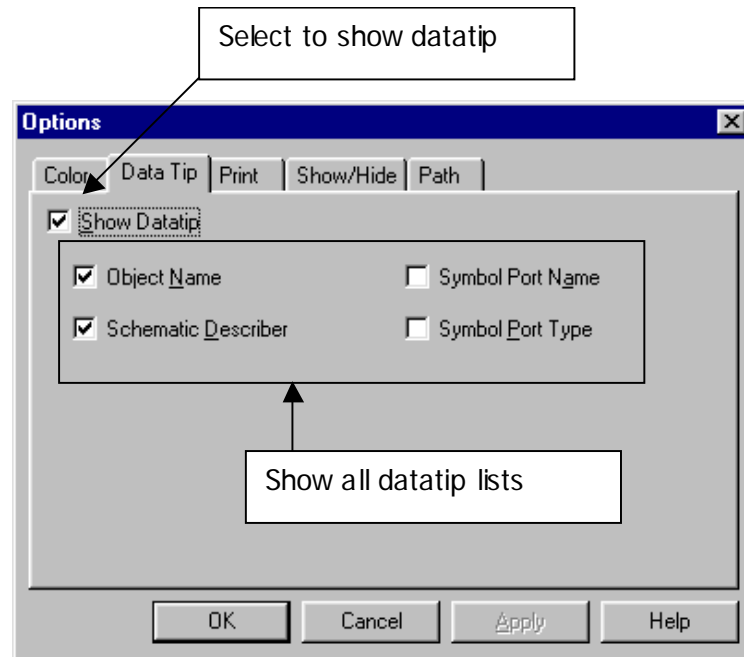 Select to show datatip
Options
Color Data Tip Print Show/Hide Path
Show Datatip
Object Name Symbol Port Name
Schematic Describer Symbol Port Type
Show all datatip lists
OK Cancel Apply Help